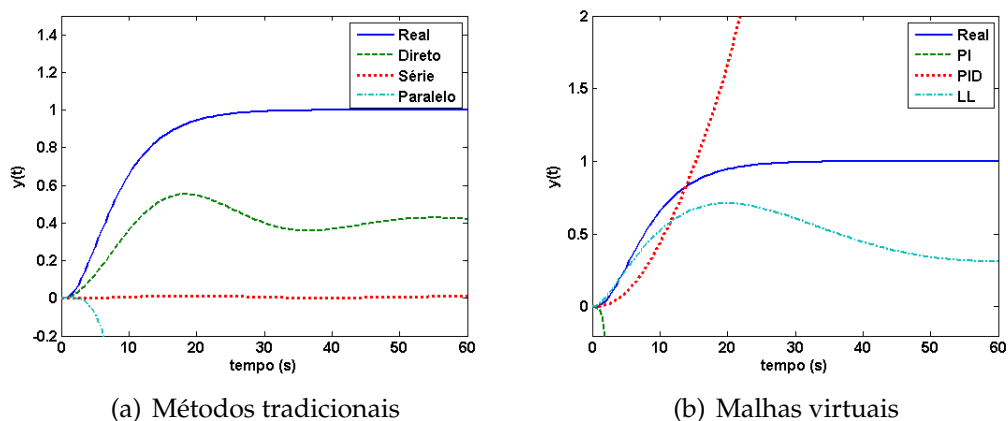 1.4
1.2
1
0.8
0.6
0.4
0.2
0
-0.2
y(t)
0 10 20 30 40 50 60
tempo (s)
Real
Direto
Série
Paralelo
(a) Métodos tradicionais
2
1.5
1
0.5
0
y(t)
0 10 20 30 40 50 60
tempo (s)
Real
PI
PID
LL
(b) Malhas virtuais